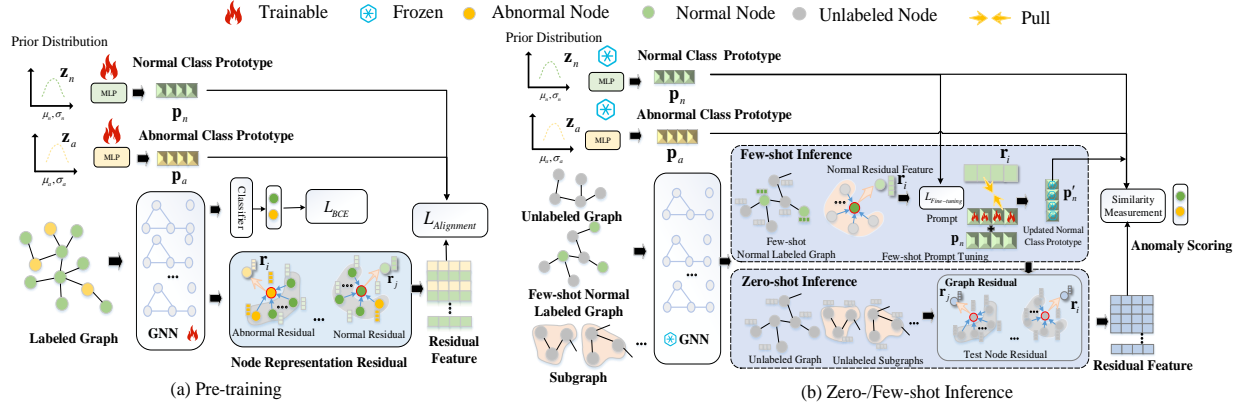 Trainable
Frozen
Abnormal Node
Normal Node
Unlabeled Node
Pull
Prior Distribution
z_n
μ_n, σ_n
MLP
Normal Class Prototype
p_n
z_a
μ_a, σ_a
MLP
Abnormal Class Prototype
p_a
Labeled Graph
...
GNN
Classifier
L_BCE
L_Alignment
r_i
...
Abnormal Residual
r_j
...
Normal Residual
...
Node Representation Residual
Residual
Feature
(a) Pre-training
Prior Distribution
z_n
μ_n, σ_n
MLP
Normal Class Prototype
p_n
z_a
μ_a, σ_a
MLP
Abnormal Class Prototype
p_a
Unlabeled Graph
Few-shot Normal
Labeled Graph
Subgraph
...
...
GNN
Few-shot Inference
Few-shot
Normal Labeled Graph
Normal Residual Feature
r_i
...
L_Fine-tuning
r_i
Prompt
+
p_n
Few-shot Prompt Tuning
p'_n
Updated Normal
Class Prototype
Zero-shot Inference
Unlabeled Graph
Unlabeled Subgraphs
...
Graph Residual
r_j
...
r_i
...
...
Test Node Residual
Similarity
Measurement
Anomaly Scoring
Residual Feature
(b) Zero-/Few-shot Inference